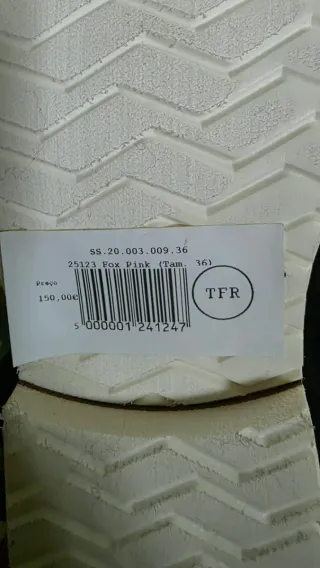 SS.20.003.009.36
25123 Fox Pink (Tam. 36)
Preço
150,00€
TFR
5 000001 241247